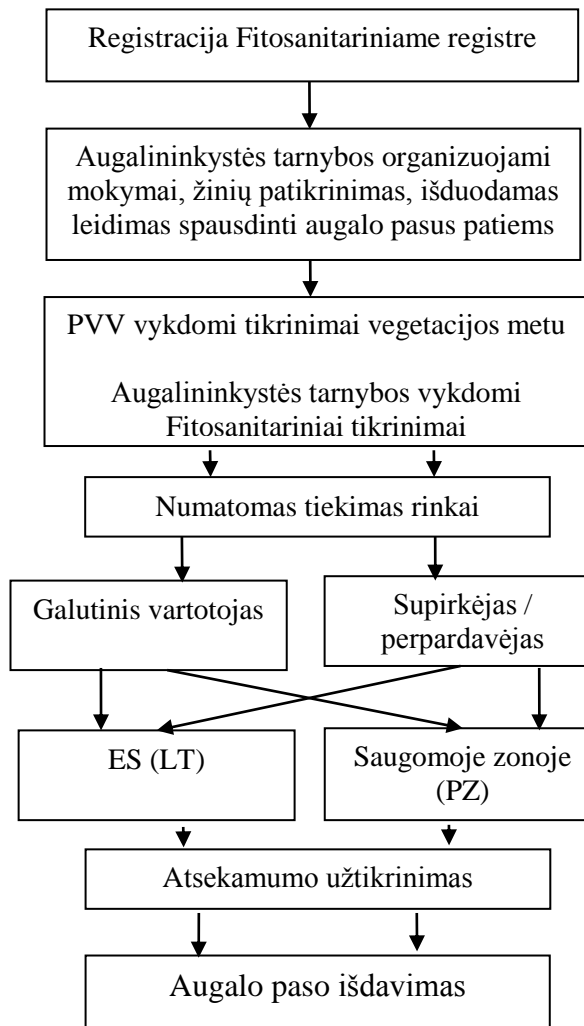 Registracija Fitosanitariniame registre
Augalininkystės tarnybos organizuojami
mokymai, žinių patikrinimas, išduodamas
leidimas spausdinti augalo pasus patiems
PVV vykdomi tikrinimai vegetacijos metu
Augalininkystės tarnybos vykdomi
Fitosanitariniai tikrinimai
Numatomas tiekimas rinkai
Galutinis vartotojas
Supirkėjas /
perpardavėjas
ES (LT)
Saugomoje zonoje
(PZ)
Atsekamumo užtikrinimas
Augalo paso išdavimas